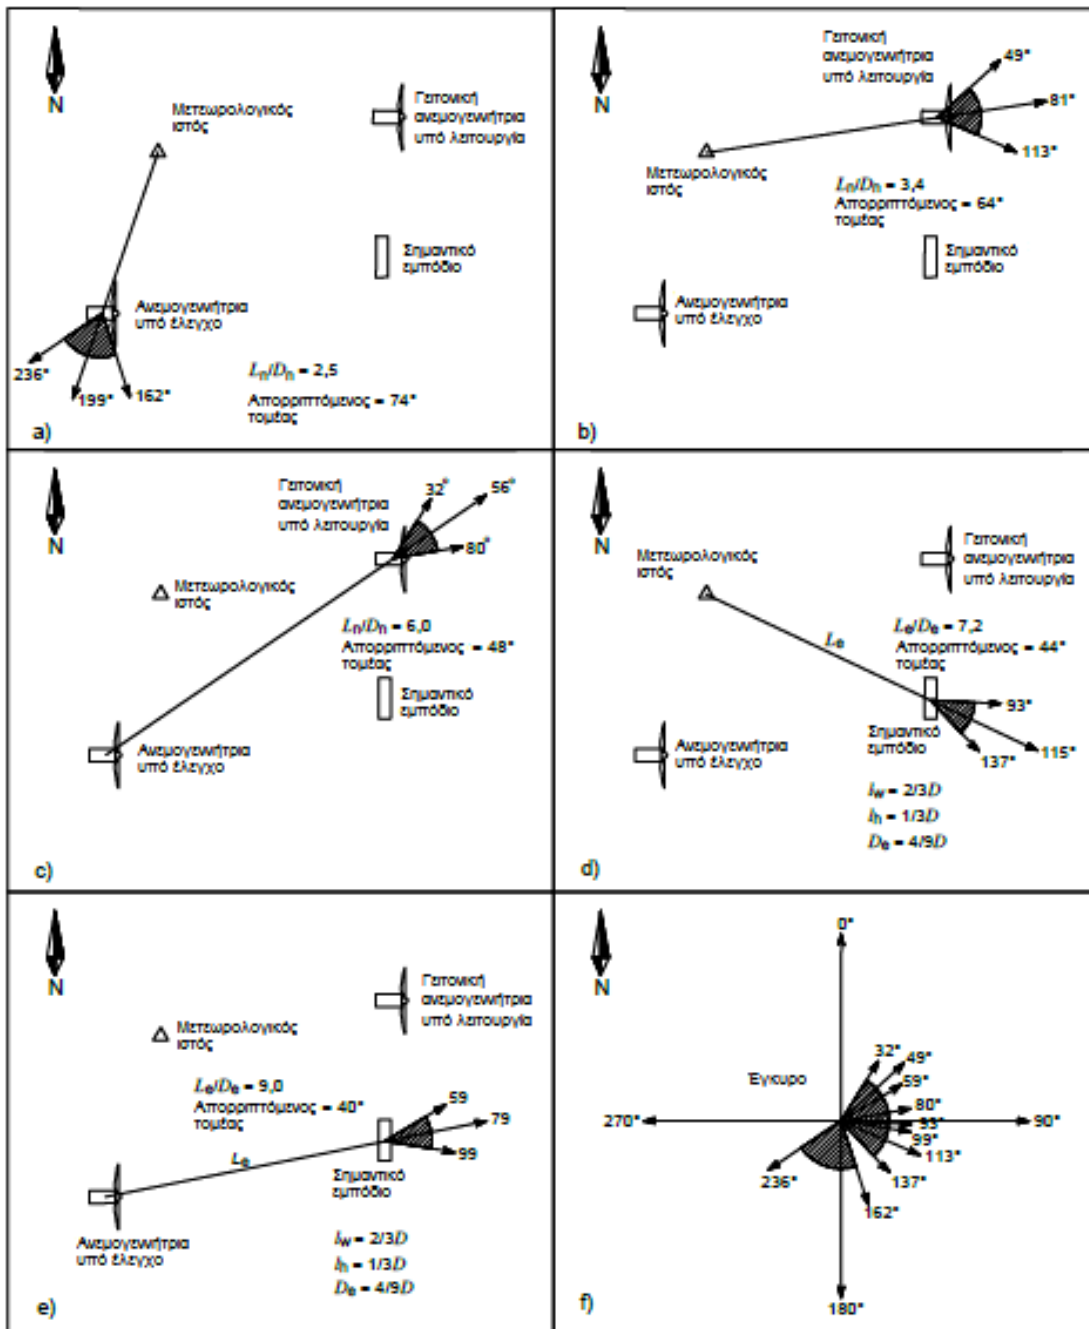 N
Μετεωρολογικός
ιστός
Γειτονική
ανεμογεννήτρια
υπό λειτουργία
Σημαντικό
εμπόδιο
Ανεμογεννήτρια
υπό έλεγχο
236°
199°
162°
Ln/Dn = 2,5
Απορριπτόμενος = 74°
τομέας
a)
N
Γειτονική
ανεμογεννήτρια
υπό λειτουργία
49°
81°
113°
Μετεωρολογικός
ιστός
Ln/Dn = 3,4
Απορριπτόμενος = 64°
τομέας
Σημαντικό
εμπόδιο
Ανεμογεννήτρια
υπό έλεγχο
b)
N
Γειτονική
ανεμογεννήτρια
υπό λειτουργία
32°
56°
80°
Μετεωρολογικός
ιστός
Ln/Dn = 6,0
Απορριπτόμενος = 48°
τομέας
Σημαντικό
εμπόδιο
Ανεμογεννήτρια
υπό έλεγχο
c)
N
Μετεωρολογικός
ιστός
Γειτονική
ανεμογεννήτρια
υπό λειτουργία
Le
Le/De = 7,2
Απορριπτόμενος = 44°
τομέας
93°
115°
137°
Σημαντικό
εμπόδιο
Ανεμογεννήτρια
υπό έλεγχο
lw = 2/3D
lh = 1/3D
De = 4/9D
d)
N
Γειτονική
ανεμογεννήτρια
υπό λειτουργία
Μετεωρολογικός
ιστός
Le/De = 9,0
Απορριπτόμενος = 40°
τομέας
59
79
99
Le
Σημαντικό
εμπόδιο
Ανεμογεννήτρια
υπό έλεγχο
lw = 2/3D
lh = 1/3D
De = 4/9D
e)
N
0°
Έγκυρο
32°
49°
59°
80°
270°
93°
90°
99°
113°
137°
236°
162°
180°
f)